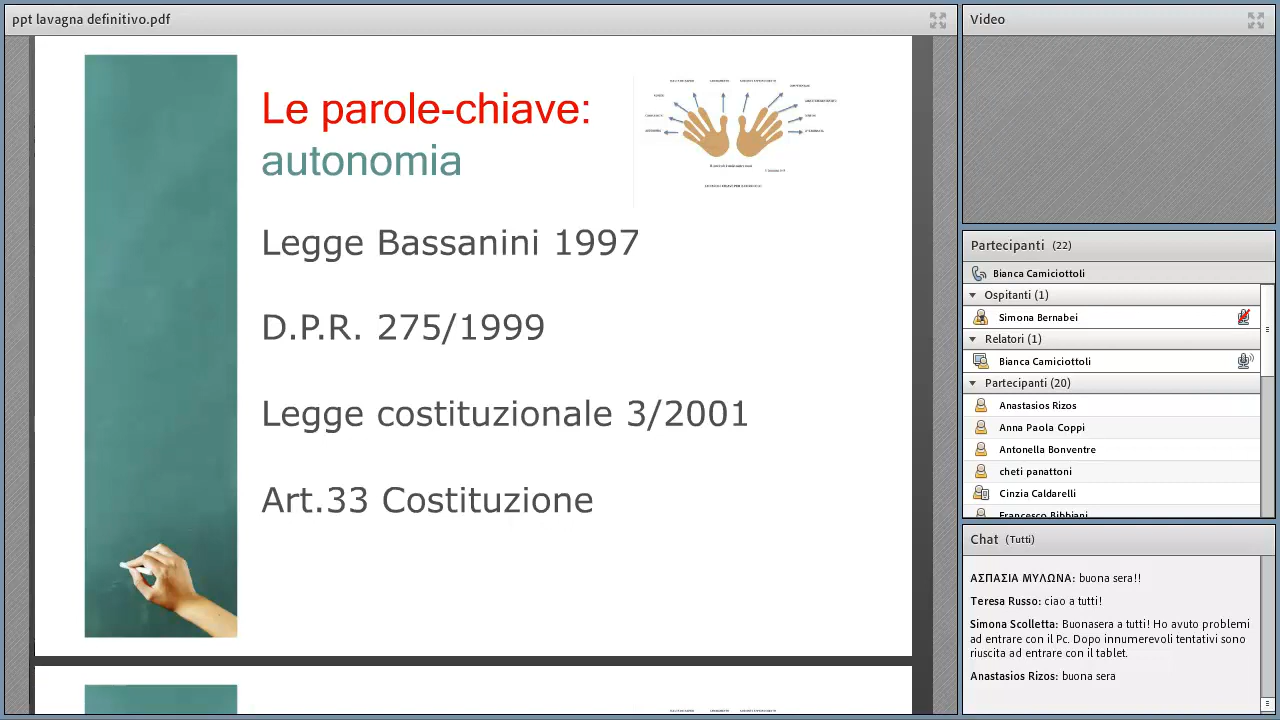 ppt lavagna definitivo.pdf
Le parole-chiave:
autonomia
Legge Bassanini 1997
D.P.R. 275/1999
Legge costituzionale 3/2001
Art.33 Costituzione
Video
Partecipanti 22
Bianca Camiciottoli
Ospitanti (1)
Simona Bernabei
Relatori (1)
Bianca Camiciottoli
Partecipanti (20)
Anastasios Rizos
Anna Paola Coppi
Antonella Bonventre
cheti panattoni
Cristina Consigli
Francesco Bibbiani
Chat (Tutti)
ΑΣΠΑΣΙΑ ΠΥΛΩΝΑ: buona sera!!
Teresa Russo: ciao a tutti!
Simona Scolletta: Buonasera a tutti! Ho avuto problemi
ad entrare con il Pc. Dopo innumerevoli tentativi sono
riuscita ad entrare con il tablet.
Anastasios Rizos: buona sera!